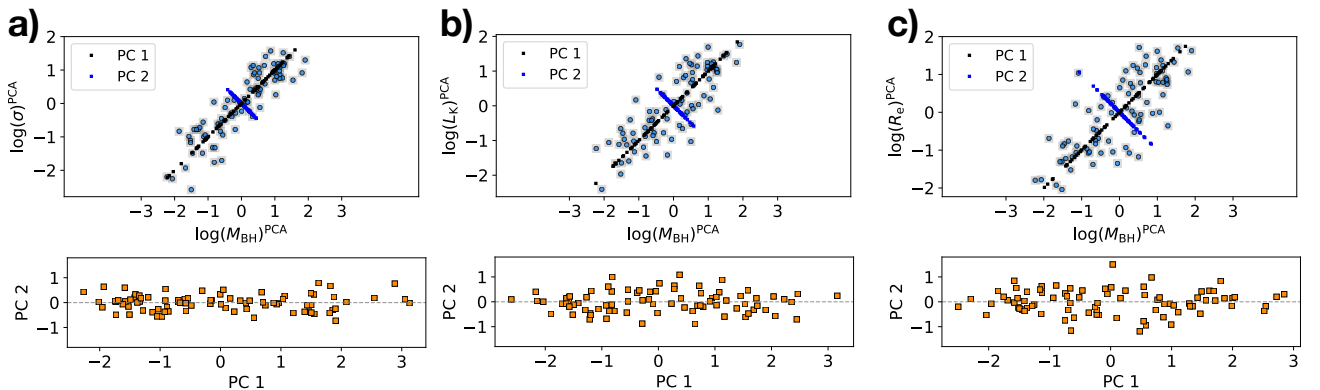 a)
PC 1
PC 2
log(σ)^PCA
2
1
0
−1
−2
−3 −2 −1 0 1 2 3
log(M_BH)^PCA
PC 2
1
0
−1
−2 −1 0 1 2 3
PC 1
b)
PC 1
PC 2
log(L_K)^PCA
2
1
0
−1
−2
−3 −2 −1 0 1 2 3
log(M_BH)^PCA
PC 2
1
0
−1
−2 −1 0 1 2 3
PC 1
c)
PC 1
PC 2
log(R_e)^PCA
2
1
0
−1
−2
−3 −2 −1 0 1 2 3
log(M_BH)^PCA
PC 2
1
0
−1
−2 −1 0 1 2 3
PC 1